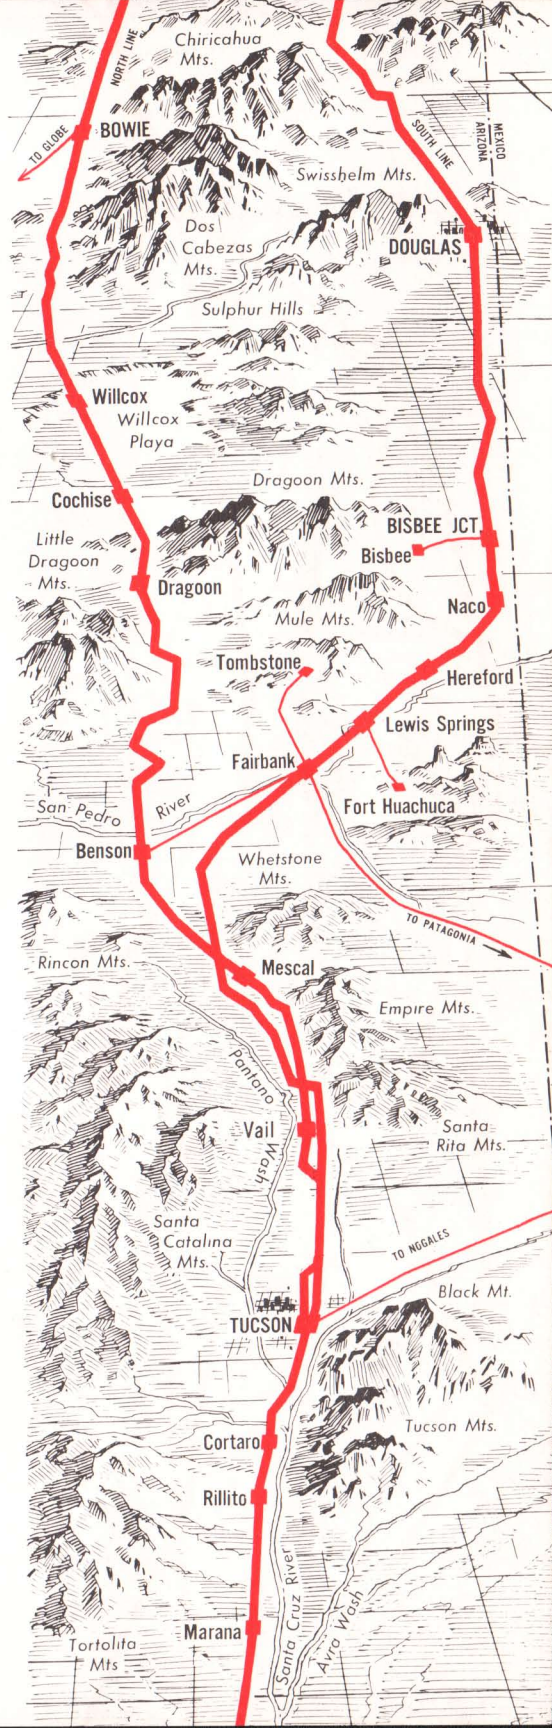 NORTH LINE
Chiricahua
Mts.
TO GLOBE
BOWIE
SOUTH LINE
MEXICO
ARIZONA
Swisshelm Mts.
Dos
Cabezas
Mts.
DOUGLAS
Sulphur Hills
Willcox
Willcox
Playa
Cochise
Dragoon Mts.
BISBEE JCT.
Bisbee
Little
Dragoon
Mts.
Dragoon
Naco
Mule Mts.
Tombstone
Hereford
Lewis Springs
Fairbank
San Pedro River
Fort Huachuca
Benson
Whetstone
Mts.
TO PATAGONIA
Rincon Mts.
Mescal
Empire Mts.
Pantano Wash
Vail
Santa
Rita Mts.
Santa
Catalina
Mts.
TO NOGALES
Black Mt.
TUCSON
Tucson Mts.
Cortaro
Rillito
Santa Cruz River
Avra Wash
Marana
Tortolita
Mts